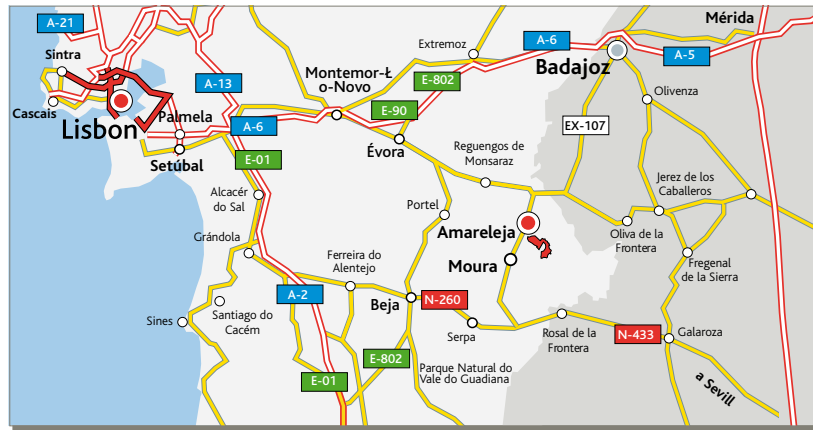 A-21
Mérida
A-6
A-5
Extremoz
Sintra
Badajoz
A-13
Montemor-Ł
o-Novo
E-802
Olivenza
Cascais
Lisbon
Palmela
E-90
A-6
EX-107
Évora
E-01
Setúbal
Reguengos de
Monsaraz
Jerez de los
Caballeros
Alcacér
do Sal
Portel
Amareleja
Oliva de la
Frontera
Grândola
Ferreira do
Alentejo
Moura
Fregenal
de la Sierra
A-2
Beja
N-260
Santiago do
Cacém
Sines
Serpa
Rosal de la
Frontera
N-433
Galaroza
E-802
Parque Natural do
Vale do Guadiana
E-01
a Sevill